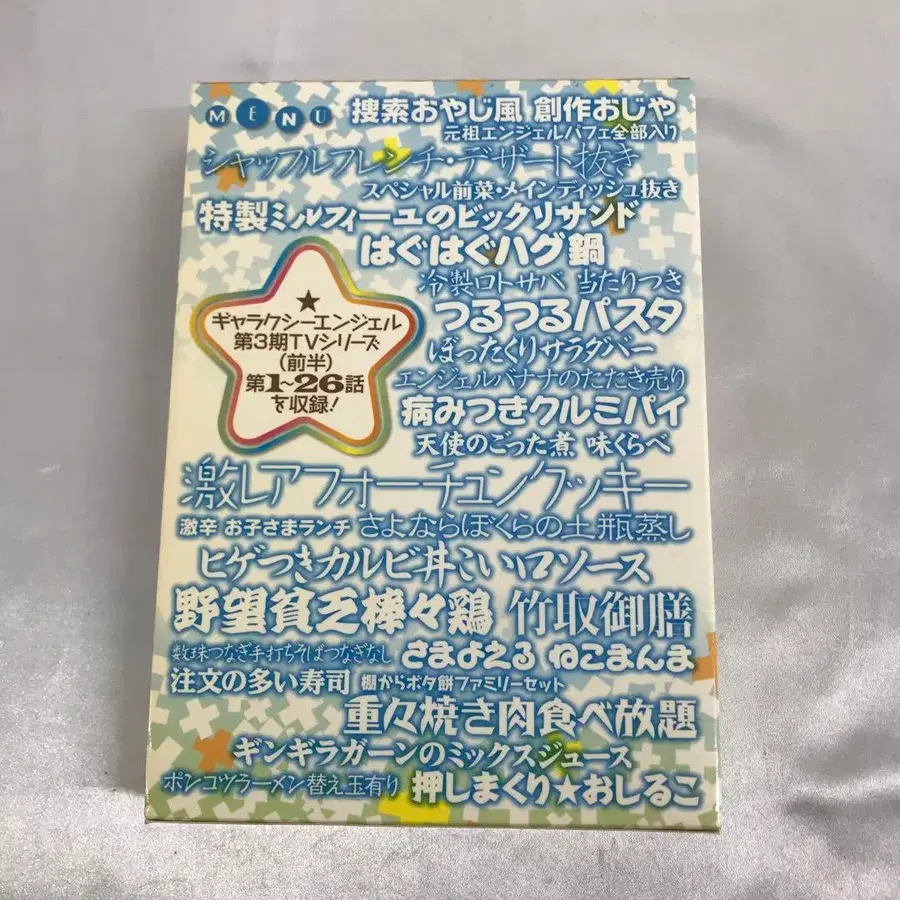 MENU 捜索おやじ風 創作おじや
元祖エンジェルパフェ全部入り
シャッフルフレンチ・デザート抜き
スペシャル前菜・メインディッシュ抜き
特製ミルフィーユのビックリサンド
はぐはぐハグ鍋
冷製ロトサバ 当たりつき
つるつるパスタ
ぼったくりサラダバー
エンジェルバナナのたたき売り
病みつきクルミパイ
天使のごった煮 味くらべ
★
ギャラクシーエンジェル
第3期TVシリーズ
(前半)
第1~26話
を収録!
激レアフォーチュンクッキー
激辛 お子さまランチ さよならぼくらの土瓶蒸し
ヒゲつきカルビ丼こいロソース
野望貧乏棒々鶏 竹取御膳
数珠つなぎ手打ちそばつなぎなし さまよえる ねこまんま
注文の多い寿司 棚からボタ餅ファミリーセット
重々焼き肉食べ放題
ギンギラガーンのミックスジュース
ポンコツラーメン替え玉有り 押しまくり★おしるこ